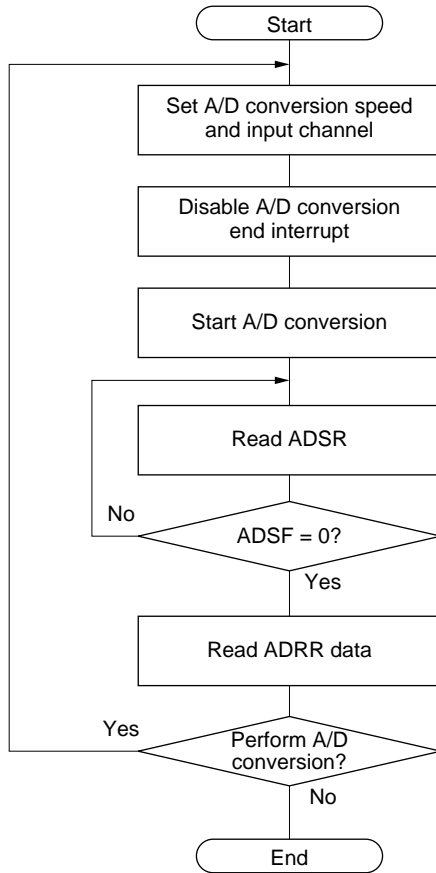 Start
Set A/D conversion speed
and input channel
Disable A/D conversion
end interrupt
Start A/D conversion
Read ADSR
No
ADSF = 0?
Yes
Read ADRR data
Yes
Perform A/D
conversion?
No
End